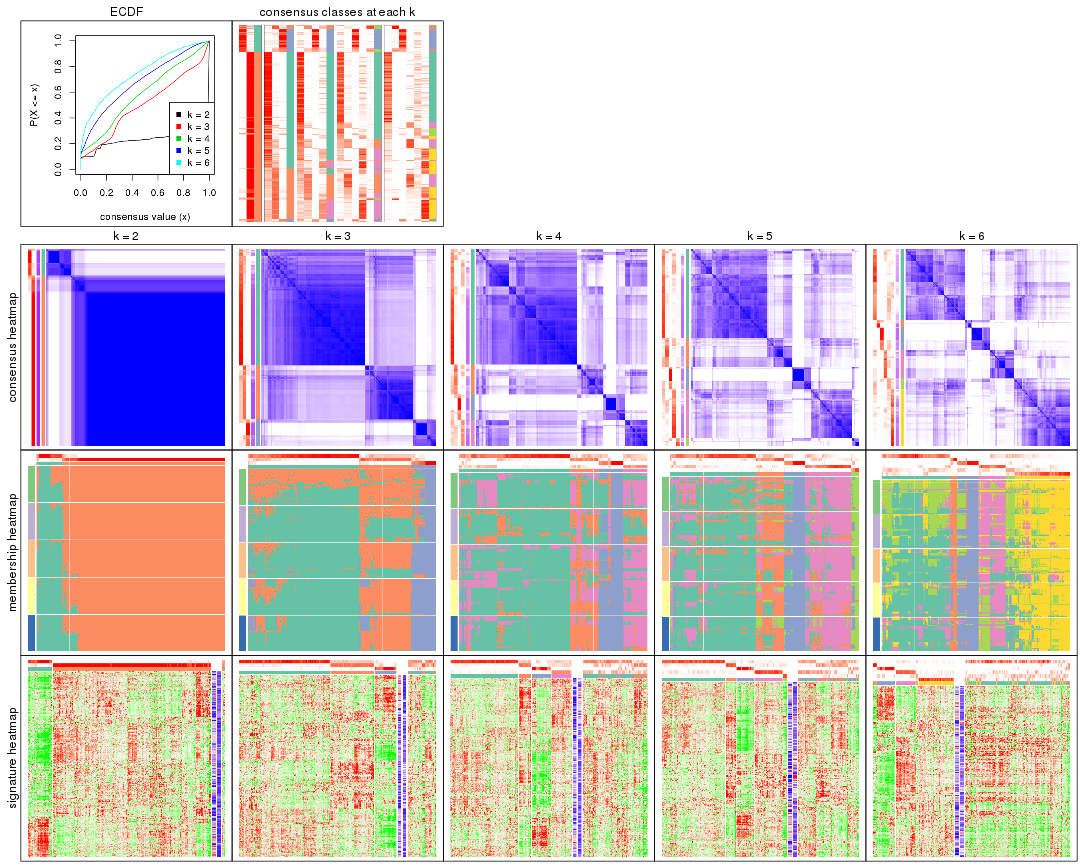 ECDF
consensus classes at each k
P(X <= x)
0.0 0.2 0.4 0.6 0.8 1.0
k = 2
k = 3
k = 4
k = 5
k = 6
0.0 0.2 0.4 0.6 0.8 1.0
consensus value (x)
k = 2
k = 3
k = 4
k = 5
k = 6
consensus heatmap
membership heatmap
signature heatmap